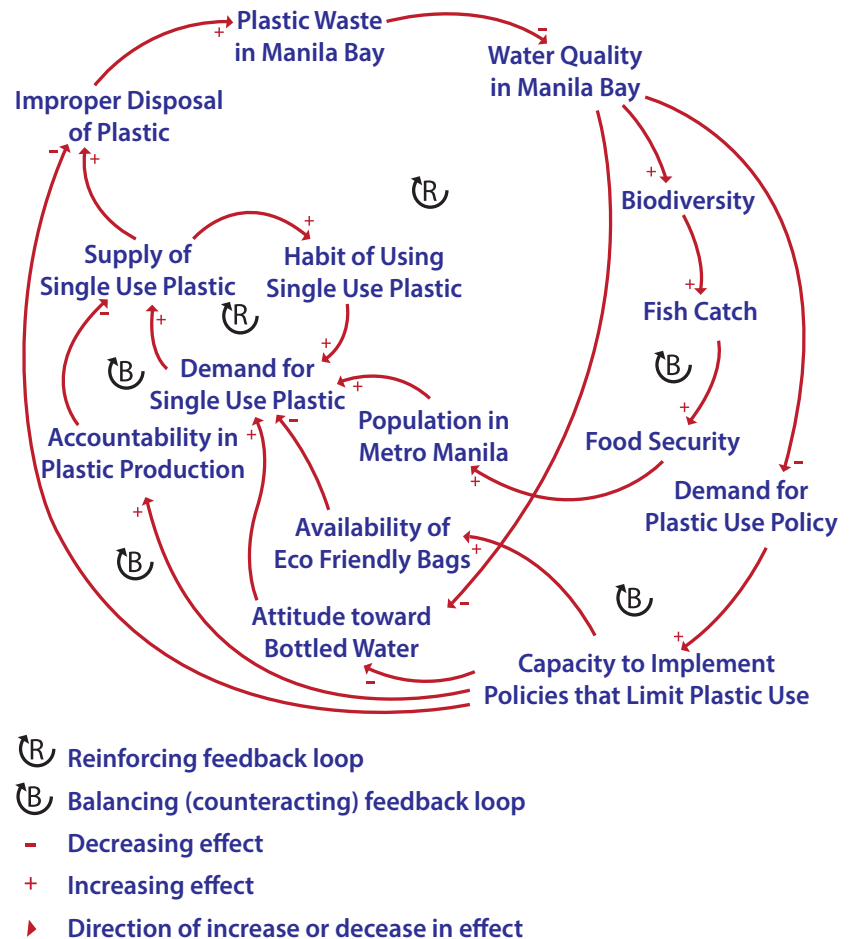 Plastic Waste
in Manila Bay
Water Quality
in Manila Bay
Improper Disposal
of Plastic
Biodiversity
Supply of
Single Use Plastic
Habit of Using
Single Use Plastic
Fish Catch
Demand for
Single Use Plastic
Population in
Metro Manila
Food Security
Accountability in
Plastic Production
Demand for
Plastic Use Policy
Availability of
Eco Friendly Bags
Attitude toward
Bottled Water
Capacity to Implement
Policies that Limit Plastic Use
+
-
-
+
+
+
+
R
R
B
B
B
B
-
+
+
+
+
+
-
+
+
-
+
+
-
-
+
R Reinforcing feedback loop
B Balancing (counteracting) feedback loop
- Decreasing effect
+ Increasing effect
Direction of increase or decease in effect